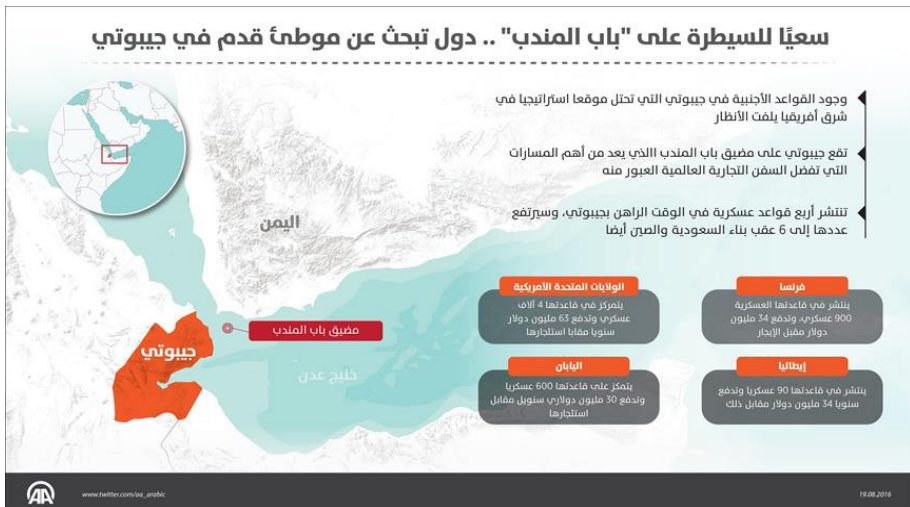 سعيًا للسيطرة على "باب المندب" .. دول تبحث عن موطئ قدم في جيبوتي
وجود القواعد الأجنبية في جيبوتي التي تحتل موقعا استراتيجيا في
شرق أفريقيا يلفت الأنظار
تقع جيبوتي على مضيق باب المندب االذي يعد من أهم المسارات
التي تفضل السفن التجارية العالمية العبور منه
تنتشر أربع قواعد عسكرية في الوقت الراهن بجيبوتي، وسيرتفع
عددها إلى 6 عقب بناء السعودية والصين أيضا
اليمن
فرنسا
ينتشر في قاعدتها العسكرية
900 عسكري، وتدفع 34 مليون
دولار مقبل الإيجار
الولايات المتحدة الأمريكية
يتمركز في قاعدتها 4 آلاف
عسكري وتدفع 63 مليون دولار
سنويا مقابا استئجارها
مضيق باب المندب
جيبوتي
خليج عدن
إيطاليا
ينتشر في قاعدتها 90 عسكريا وتدفع
سنويا 34 مليون دولار مقابل ذلك
اليابان
يتمكز على قاعدتها 600 عسكريا
وتدفع 30 مليون دولاري سنويل مقابل
استئجارها
AA
www.twitter.com/aa_arabic
19.08.2016